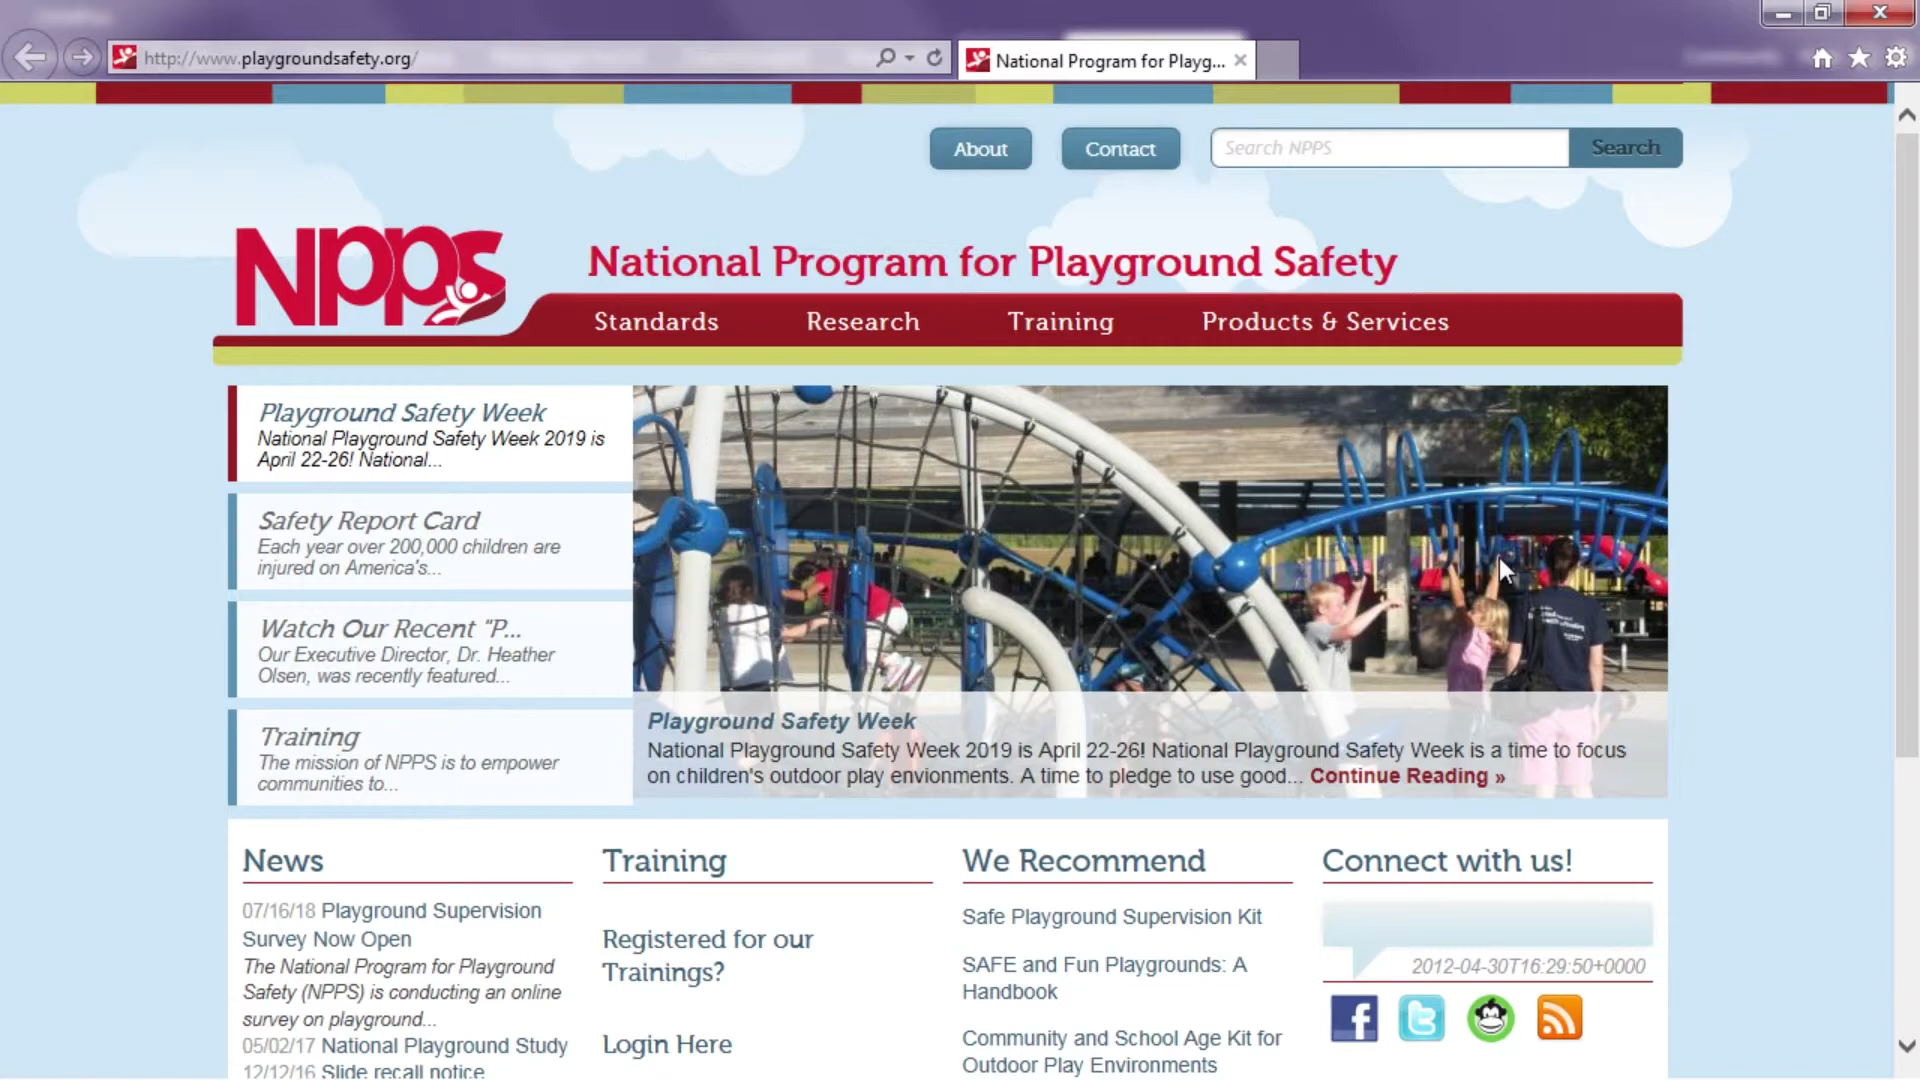 http://www.playgroundsafety.org/
National Program for Playg...
About
Contact
Search NPPS
Search
Npps
National Program for Playground Safety
Standards
Research
Training
Products & Services
Playground Safety Week
National Playground Safety Week 2019 is
April 22-26! National...
Safety Report Card
Each year over 200,000 children are
injured on America's...
Watch Our Recent "P...
Our Executive Director, Dr. Heather
Olsen, was recently featured...
Training
The mission of NPPS is to empower
communities to...
Playground Safety Week
National Playground Safety Week 2019 is April 22-26! National Playground Safety Week is a time to focus
on children's outdoor play envionments. A time to pledge to use good... Continue Reading »
News
07/16/18 Playground Supervision
Survey Now Open
The National Program for Playground
Safety (NPPS) is conducting an online
survey on playground...
05/02/17 National Playground Study
12/12/16 Slide recall notice
Training
Registered for our
Trainings?
Login Here
We Recommend
Safe Playground Supervision Kit
SAFE and Fun Playgrounds: A
Handbook
Community and School Age Kit for
Outdoor Play Environments
Connect with us!
2012-04-30T16:29:50+0000